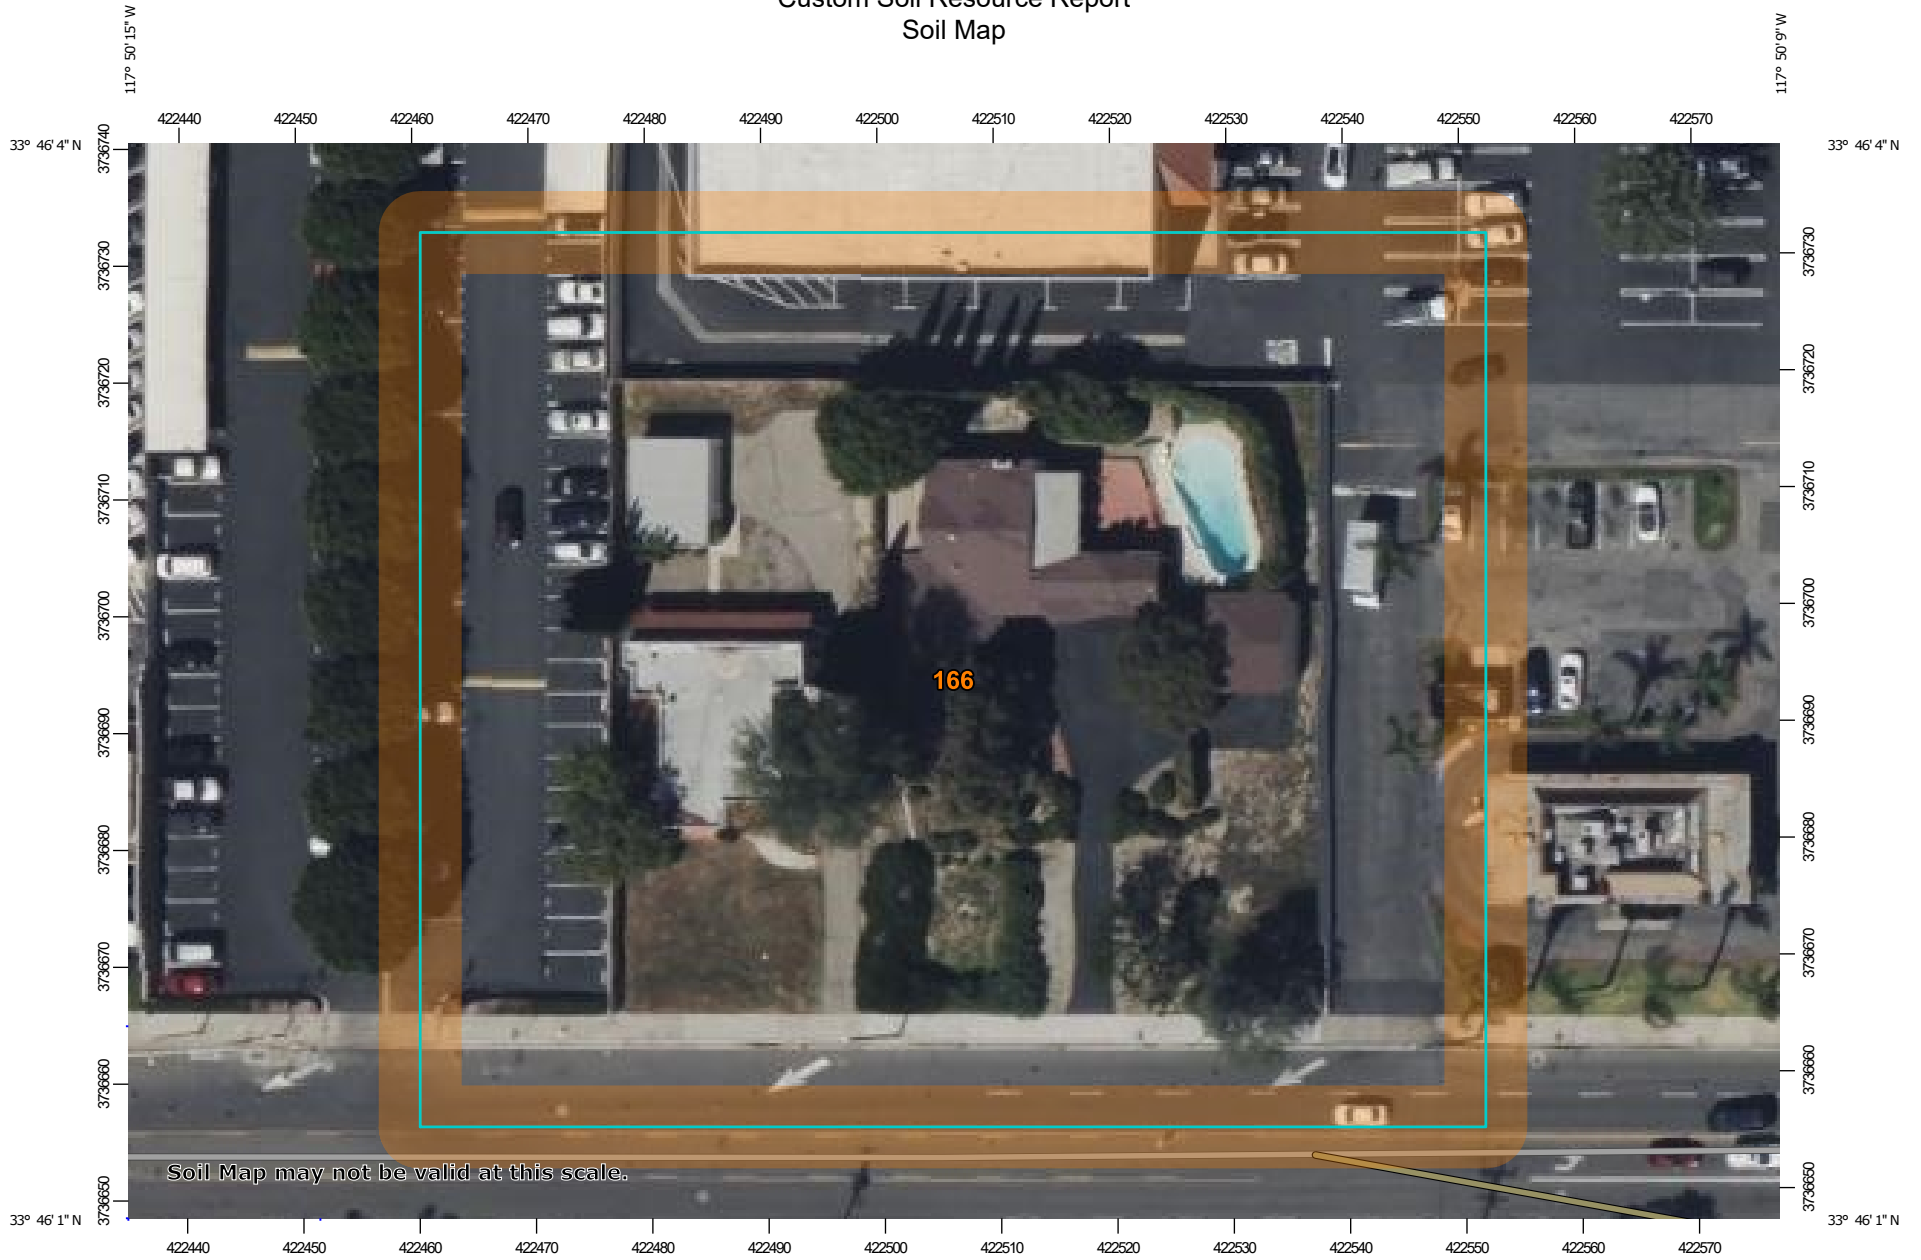 Custom Soil Resource Report
Soil Map
117° 50' 15" W
117° 50' 9" W
422440 422450 422460 422470 422480 422490 422500 422510 422520 422530 422540 422550 422560 422570
33° 46' 4" N
33° 46' 4" N
3736740
3736730
3736720
3736710
3736700
3736690
3736680
3736670
3736660
3736650
3736730
3736720
3736710
3736700
3736690
3736680
3736670
3736660
3736650
166
Soil Map may not be valid at this scale.
33° 46' 1" N
33° 46' 1" N
422440 422450 422460 422470 422480 422490 422500 422510 422520 422530 422540 422550 422560 422570